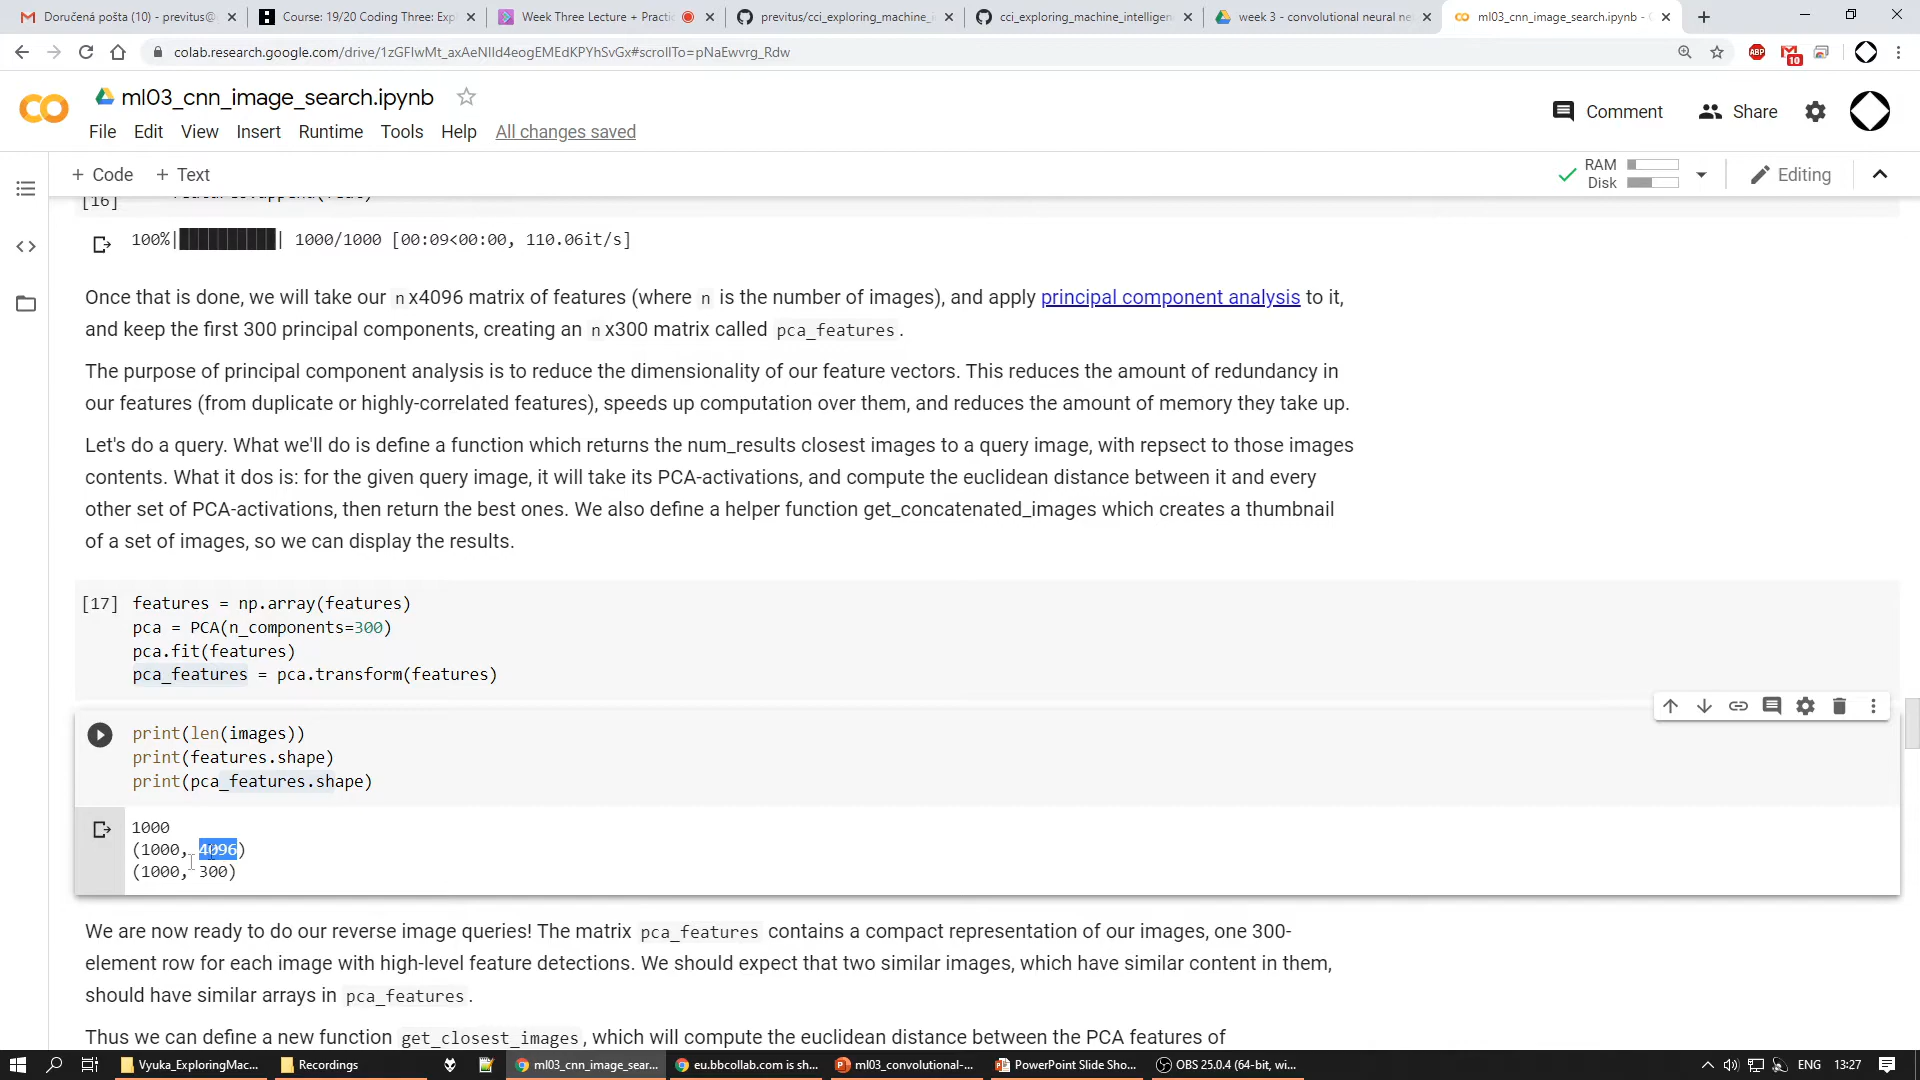 Doručená pošta (10) - previtus@
Course: 19/20 Coding Three: Exp
Week Three Lecture + Practi
previtus/cci_exploring_machine_i
cci_exploring_machine_intelligen
week 3 - convolutional neural ne
ml03_cnn_image_search.ipynb -
colab.research.google.com/drive/1zGFIwMt_axAeNIld4eogEMEdKPYhSvGx#scrollTo=pNaEwvrg_Rdw
ABP
10
ml03_cnn_image_search.ipynb
Comment
Share
File Edit View Insert Runtime Tools Help All changes saved
+ Code + Text
RAM
Disk
Editing
[16]
100%| 1000/1000 [00:09<00:00, 110.06it/s]
Once that is done, we will take our nx4096 matrix of features (where n is the number of images), and apply principal component analysis to it,
and keep the first 300 principal components, creating an nx300 matrix called pca_features.
The purpose of principal component analysis is to reduce the dimensionality of our feature vectors. This reduces the amount of redundancy in
our features (from duplicate or highly-correlated features), speeds up computation over them, and reduces the amount of memory they take up.
Let's do a query. What we'll do is define a function which returns the num_results closest images to a query image, with repsect to those images
contents. What it dos is: for the given query image, it will take its PCA-activations, and compute the euclidean distance between it and every
other set of PCA-activations, then return the best ones. We also define a helper function get_concatenated_images which creates a thumbnail
of a set of images, so we can display the results.
[17] features = np.array(features)
pca = PCA(n_components=300)
pca.fit(features)
pca_features = pca.transform(features)
print(len(images))
print(features.shape)
print(pca_features.shape)
1000
(1000, 4096)
(1000, 300)
We are now ready to do our reverse image queries! The matrix pca_features contains a compact representation of our images, one 300-
element row for each image with high-level feature detections. We should expect that two similar images, which have similar content in them,
should have similar arrays in pca_features.
Thus we can define a new function get_closest_images, which will compute the euclidean distance between the PCA features of
Vyuka_ExploringMac...
Recordings
ml03_cnn_image_sear...
eu.bbcollab.com is sh...
ml03_convolutional-...
PowerPoint Slide Sho...
OBS 25.0.4 (64-bit, wi...
ENG
13:27